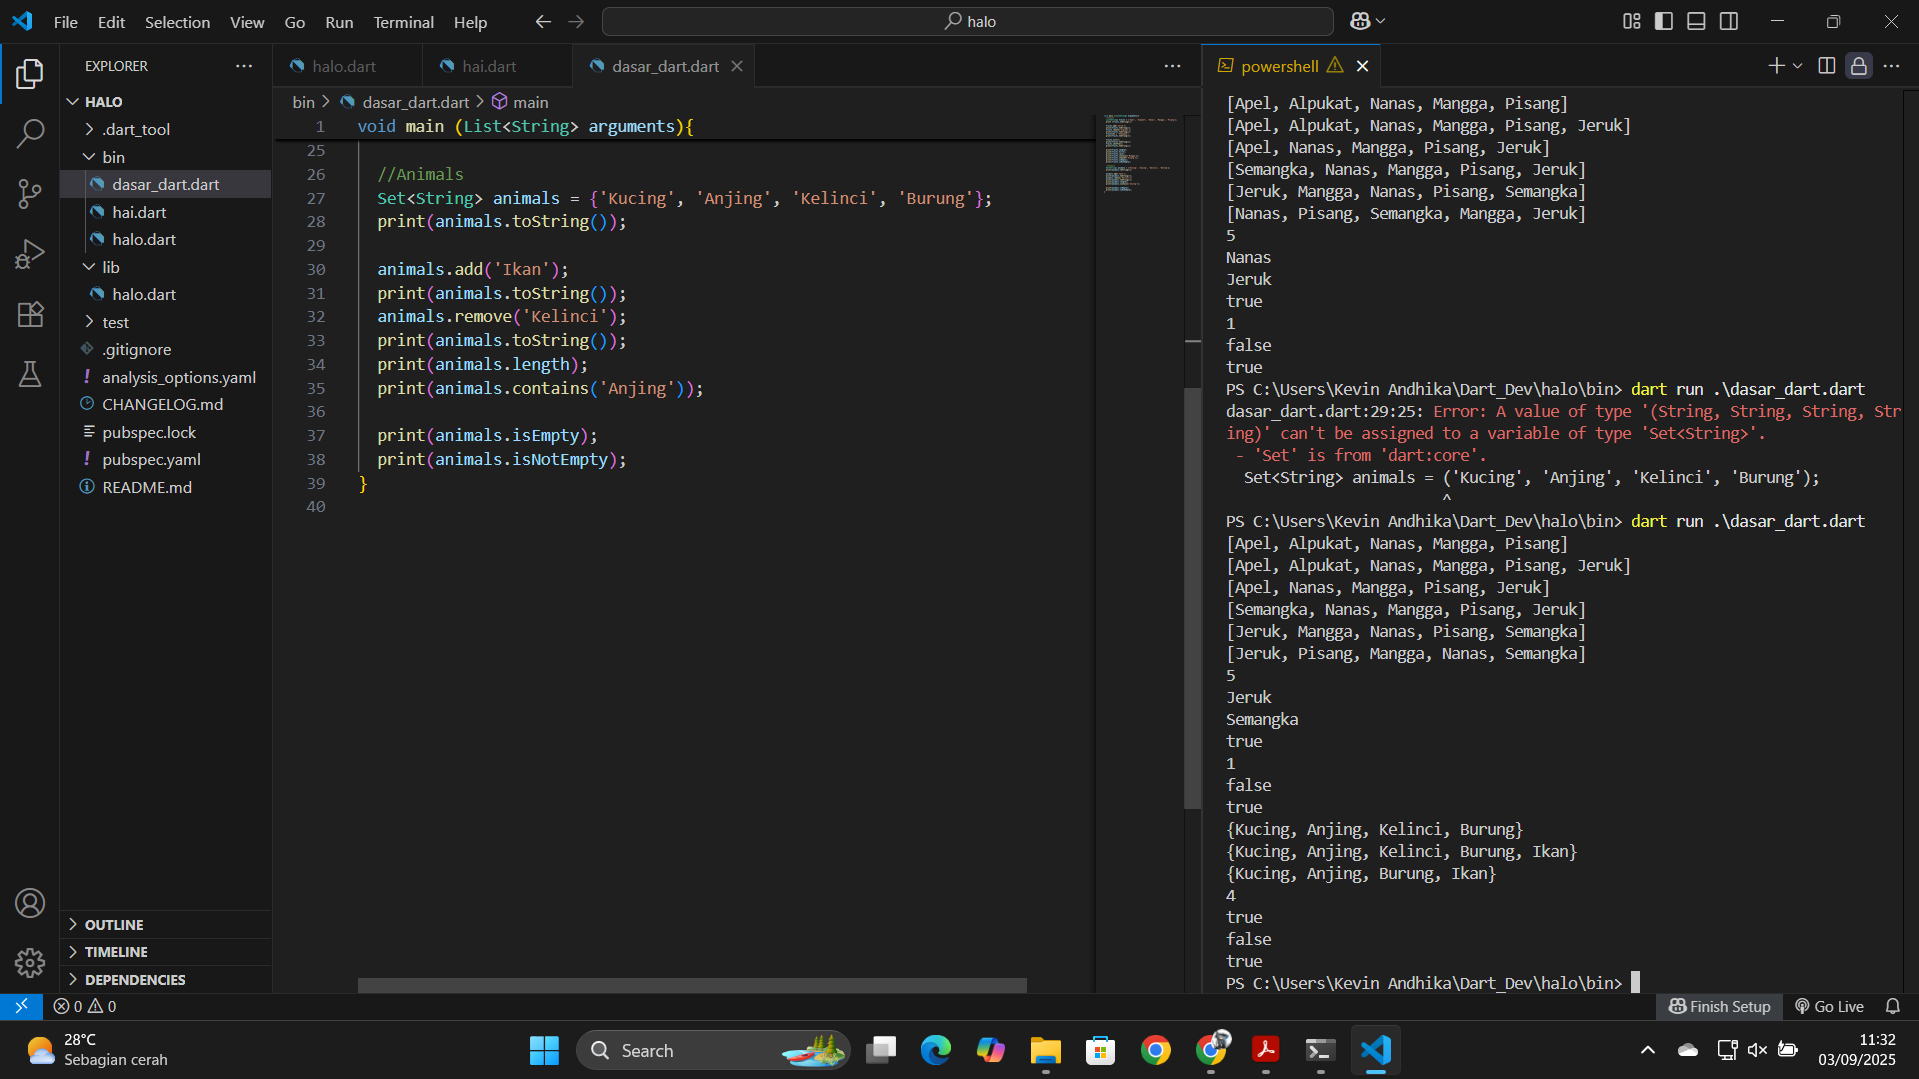 File Edit Selection View Go Run Terminal Help
halo
EXPLORER
HALO
.dart_tool
bin
dasar_dart.dart
hai.dart
halo.dart
lib
halo.dart
test
.gitignore
analysis_options.yaml
CHANGELOG.md
pubspec.lock
pubspec.yaml
README.md
OUTLINE
TIMELINE
DEPENDENCIES
halo.dart hai.dart dasar_dart.dart
bin > dasar_dart.dart > main
1 void main (List<String> arguments){
25
26 //Animals
27 Set<String> animals = {'Kucing', 'Anjing', 'Kelinci', 'Burung'};
28 print(animals.toString());
29
30 animals.add('Ikan');
31 print(animals.toString());
32 animals.remove('Kelinci');
33 print(animals.toString());
34 print(animals.length);
35 print(animals.contains('Anjing'));
36
37 print(animals.isEmpty);
38 print(animals.isNotEmpty);
39 }
40
powershell
[Apel, Alpukat, Nanas, Mangga, Pisang]
[Apel, Alpukat, Nanas, Mangga, Pisang, Jeruk]
[Apel, Nanas, Mangga, Pisang, Jeruk]
[Semangka, Nanas, Mangga, Pisang, Jeruk]
[Jeruk, Mangga, Nanas, Pisang, Semangka]
[Nanas, Pisang, Semangka, Mangga, Jeruk]
5
Nanas
Jeruk
true
1
false
true
PS C:\Users\Kevin Andhika\Dart_Dev\halo\bin> dart run .\dasar_dart.dart
dasar_dart.dart:29:25: Error: A value of type '(String, String, String, Str
ing)' can't be assigned to a variable of type 'Set<String>'.
- 'Set' is from 'dart:core'.
Set<String> animals = ('Kucing', 'Anjing', 'Kelinci', 'Burung');
^
PS C:\Users\Kevin Andhika\Dart_Dev\halo\bin> dart run .\dasar_dart.dart
[Apel, Alpukat, Nanas, Mangga, Pisang]
[Apel, Alpukat, Nanas, Mangga, Pisang, Jeruk]
[Apel, Nanas, Mangga, Pisang, Jeruk]
[Semangka, Nanas, Mangga, Pisang, Jeruk]
[Jeruk, Mangga, Nanas, Pisang, Semangka]
[Jeruk, Pisang, Mangga, Nanas, Semangka]
5
Jeruk
Semangka
true
1
false
true
{Kucing, Anjing, Kelinci, Burung}
{Kucing, Anjing, Kelinci, Burung, Ikan}
{Kucing, Anjing, Burung, Ikan}
4
true
false
true
PS C:\Users\Kevin Andhika\Dart_Dev\halo\bin>
0 0
Finish Setup Go Live
28°C
Sebagian cerah
Search
11:32
03/09/2025